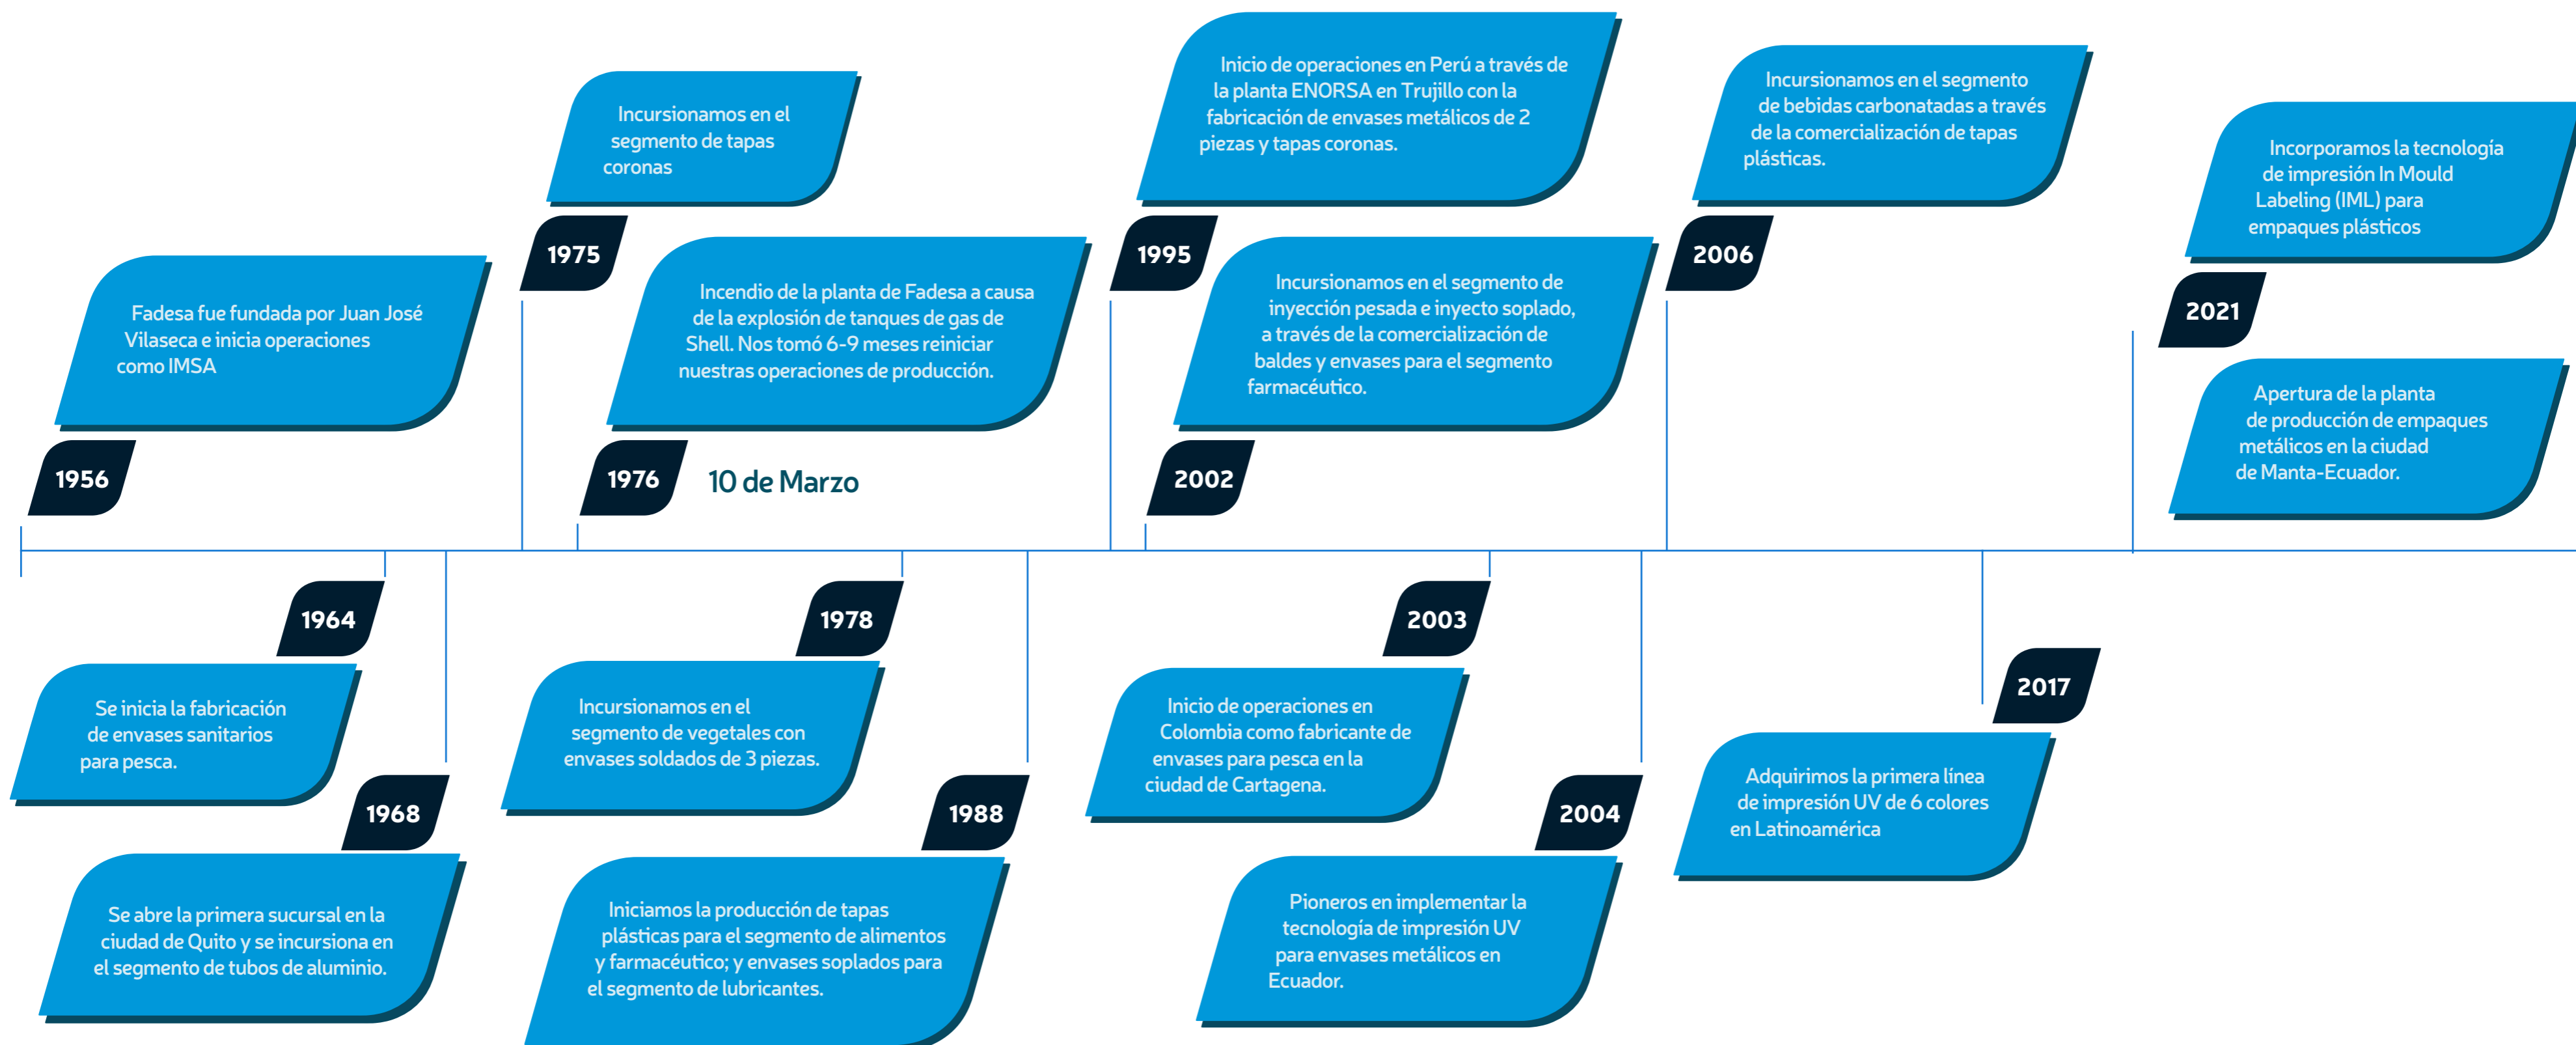 Fadesa fue fundada por Juan José
Vilaseca e inicia operaciones
como IMSA
1956
Se inicia la fabricación
de envases sanitarios
para pesca.
1964
1968
Se abre la primera sucursal en la
ciudad de Quito y se incursiona en
el segmento de tubos de aluminio.
Incursionamos en el
segmento de tapas
coronas
1975
Incendio de la planta de Fadesa a causa
de la explosión de tanques de gas de
Shell. Nos tomó 6-9 meses reiniciar
nuestras operaciones de producción.
1976
10 de Marzo
1978
Incursionamos en el
segmento de vegetales con
envases soldados de 3 piezas.
1988
Iniciamos la producción de tapas
plásticas para el segmento de alimentos
y farmacéutico; y envases soplados para
el segmento de lubricantes.
Inicio de operaciones en Perú a través de
la planta ENORSA en Trujillo con la
fabricación de envases metálicos de 2
piezas y tapas coronas.
1995
Incursionamos en el segmento de
inyección pesada e inyecto soplado,
a través de la comercialización de
baldes y envases para el segmento
farmacéutico.
2002
2003
Inicio de operaciones en
Colombia como fabricante de
envases para pesca en la
ciudad de Cartagena.
2004
Pioneros en implementar la
tecnología de impresión UV
para envases metálicos en
Ecuador.
Incursionamos en el segmento
de bebidas carbonatadas a través
de la comercialización de tapas
plásticas.
2006
2017
Adquirimos la primera línea
de impresión UV de 6 colores
en Latinoamérica
Incorporamos la tecnología
de impresión In Mould
Labeling (IML) para
empaques plásticos
2021
Apertura de la planta
de producción de empaques
metálicos en la ciudad
de Manta-Ecuador.